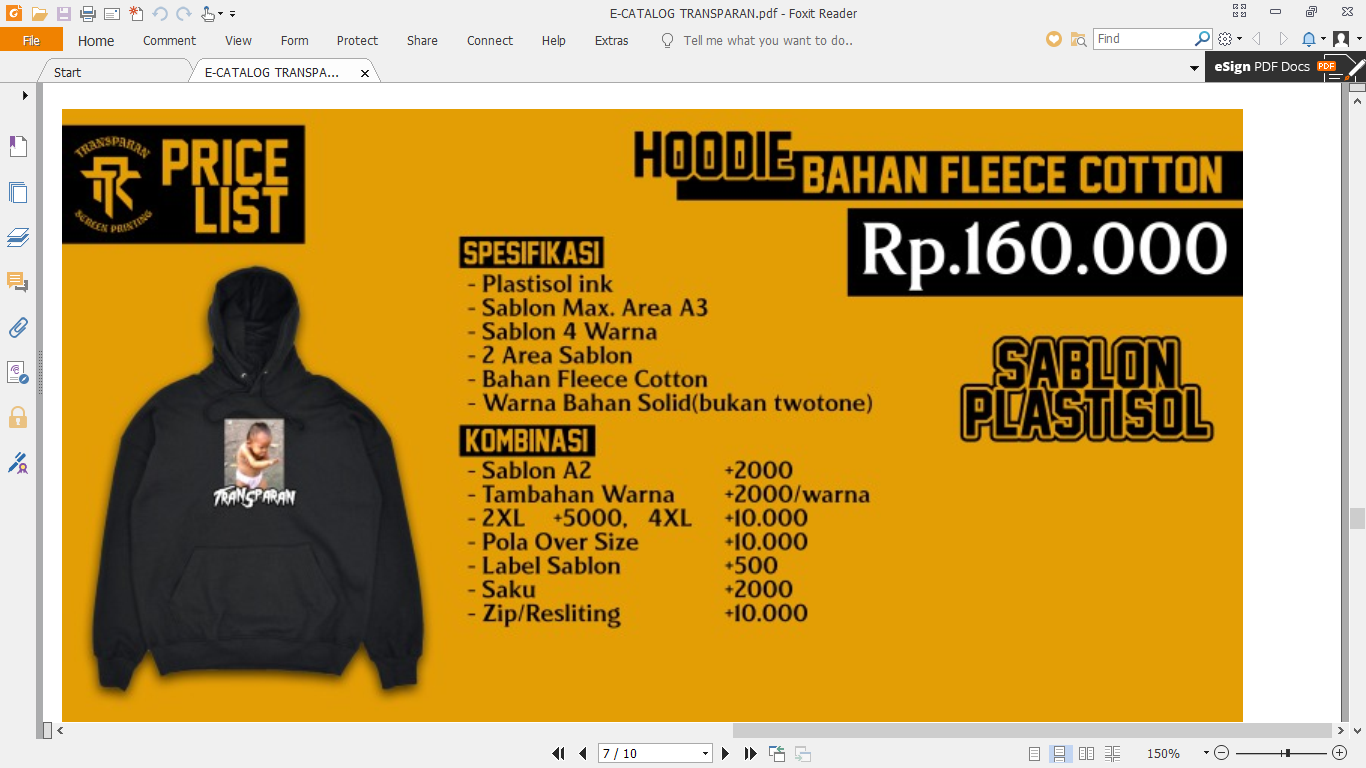 E-CATALOG TRANSPARAN.pdf - Foxit Reader
File Home Comment View Form Protect Share Connect Help Extras Tell me what you want to do.. Find
Start E-CATALOG TRANSPA... eSign PDF Docs PDF
TRANSPARAN
SCREEN PRINTING
PRICE
LIST
HOODIE
BAHAN FLEECE COTTON
Rp.160.000
SPESIFIKASI
- Plastisol ink
- Sablon Max. Area A3
- Sablon 4 Warna
- 2 Area Sablon
- Bahan Fleece Cotton
- Warna Bahan Solid(bukan twotone)
SABLON
PLASTISOL
KOMBINASI
- Sablon A2 +2000
- Tambahan Warna +2000/warna
- 2XL +5000, 4XL +10.000
- Pola Over Size +10.000
- Label Sablon +500
- Saku +2000
- Zip/Resliting +10.000
TRANSPARAN
7 / 10 150%